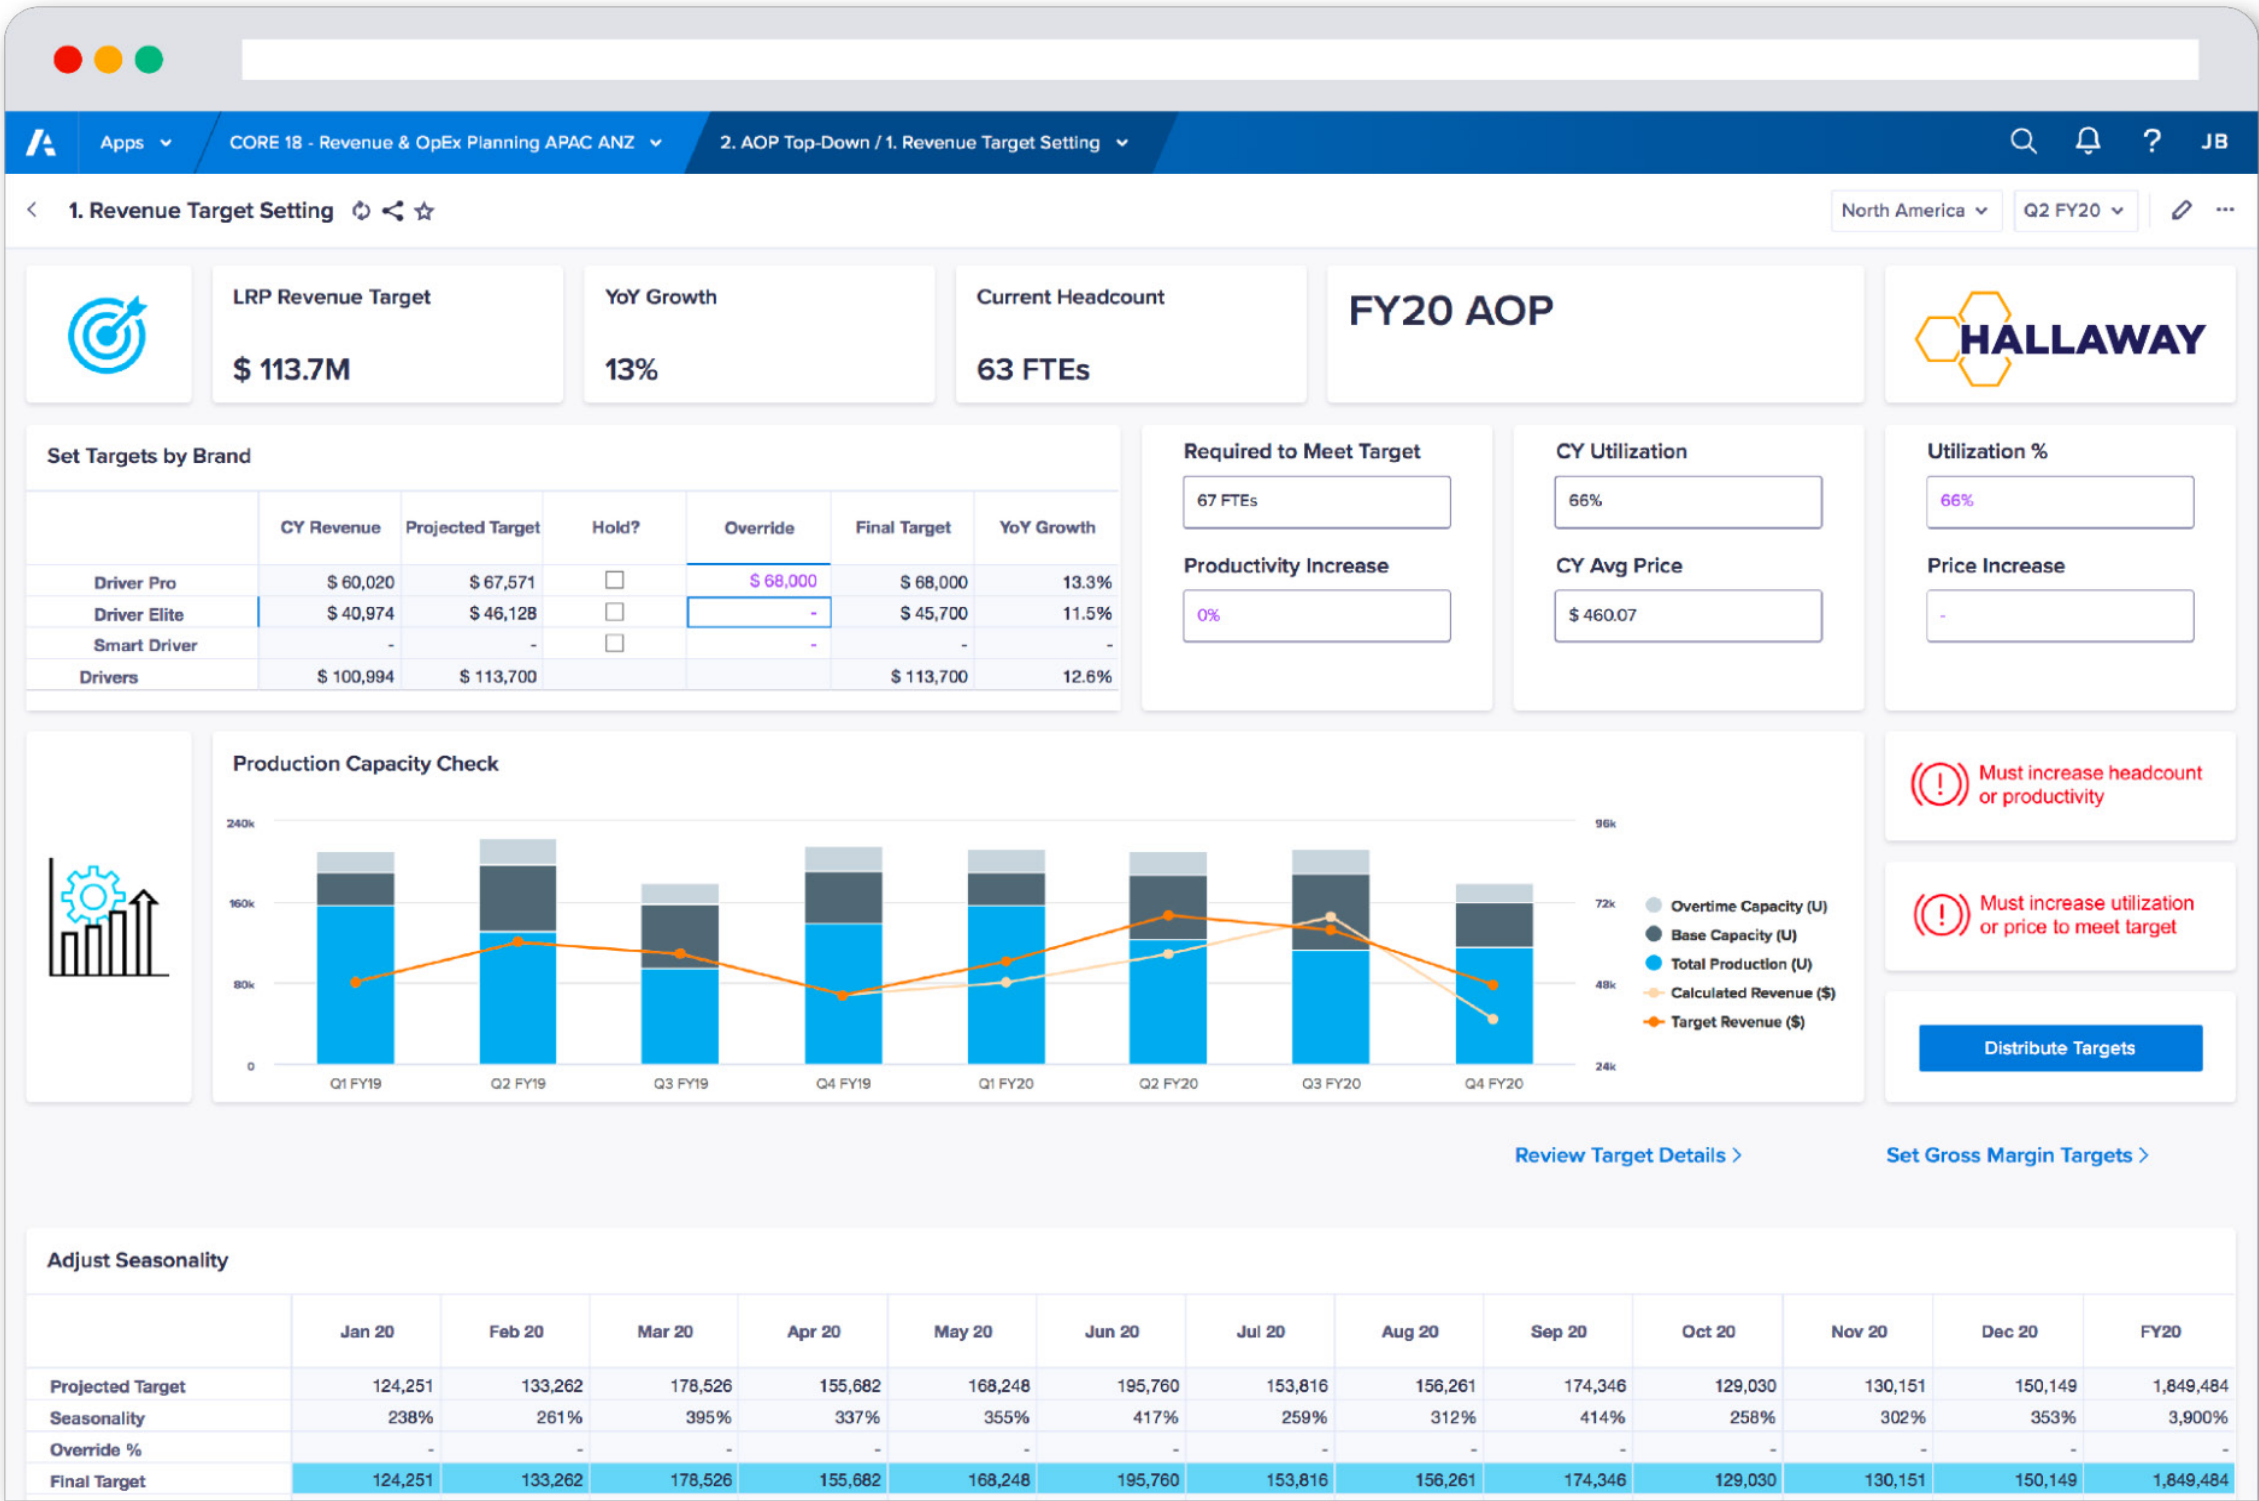 Apps
CORE 18 - Revenue & OpEx Planning APAC ANZ
2. AOP Top-Down / 1. Revenue Target Setting
? JB
1. Revenue Target Setting
North America
Q2 FY20
LRP Revenue Target
$ 113.7M
YoY Growth
13%
Current Headcount
63 FTEs
FY20 AOP
HALLAWAY
Set Targets by Brand
CY Revenue Projected Target Hold? Override Final Target YoY Growth
Driver Pro $ 60,020 $ 67,571 $ 68,000 $ 68,000 13.3%
Driver Elite $ 40,974 $ 46,128 - $ 45,700 11.5%
Smart Driver - - - - -
Drivers $ 100,994 $ 113,700 $ 113,700 12.6%
Required to Meet Target
67 FTEs
Productivity Increase
0%
CY Utilization
66%
CY Avg Price
$ 460.07
Utilization %
66%
Price Increase
-
Production Capacity Check
240k
160k
80k
0
96k
72k
48k
24k
Q1 FY19 Q2 FY19 Q3 FY19 Q4 FY19 Q1 FY20 Q2 FY20 Q3 FY20 Q4 FY20
Overtime Capacity (U)
Base Capacity (U)
Total Production (U)
Calculated Revenue ($)
Target Revenue ($)
Must increase headcount
or productivity
Must increase utilization
or price to meet target
Distribute Targets
Review Target Details >
Set Gross Margin Targets >
Adjust Seasonality
Jan 20 Feb 20 Mar 20 Apr 20 May 20 Jun 20 Jul 20 Aug 20 Sep 20 Oct 20 Nov 20 Dec 20 FY20
Projected Target 124,251 133,262 178,526 155,682 168,248 195,760 153,816 156,261 174,346 129,030 130,151 150,149 1,849,484
Seasonality 238% 261% 395% 337% 355% 417% 259% 312% 414% 258% 302% 353% 3,900%
Override % - - - - - - - - - - - - -
Final Target 124,251 133,262 178,526 155,682 168,248 195,760 153,816 156,261 174,346 129,030 130,151 150,149 1,849,484